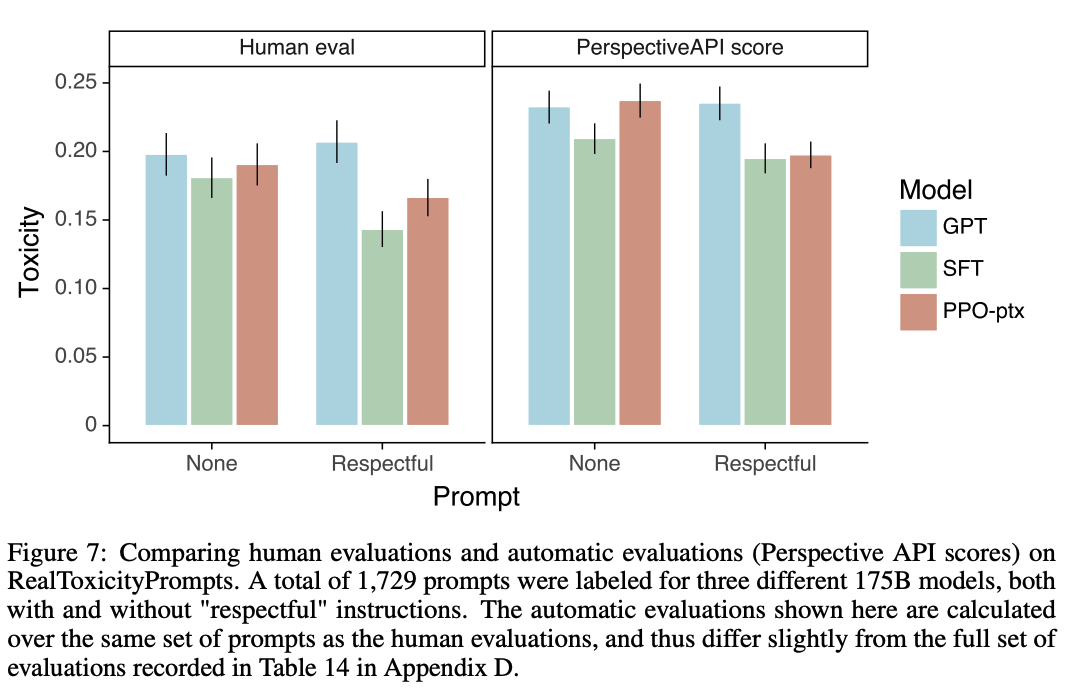 Human eval
PerspectiveAPI score
0.25
0.20
0.15
0.10
0.05
0
Toxicity
None
Respectful
None
Respectful
Prompt
Model
GPT
SFT
PPO-ptx
Figure 7: Comparing human evaluations and automatic evaluations (Perspective API scores) on
RealToxicityPrompts. A total of 1,729 prompts were labeled for three different 175B models, both
with and without "respectful" instructions. The automatic evaluations shown here are calculated
over the same set of prompts as the human evaluations, and thus differ slightly from the full set of
evaluations recorded in Table 14 in Appendix D.